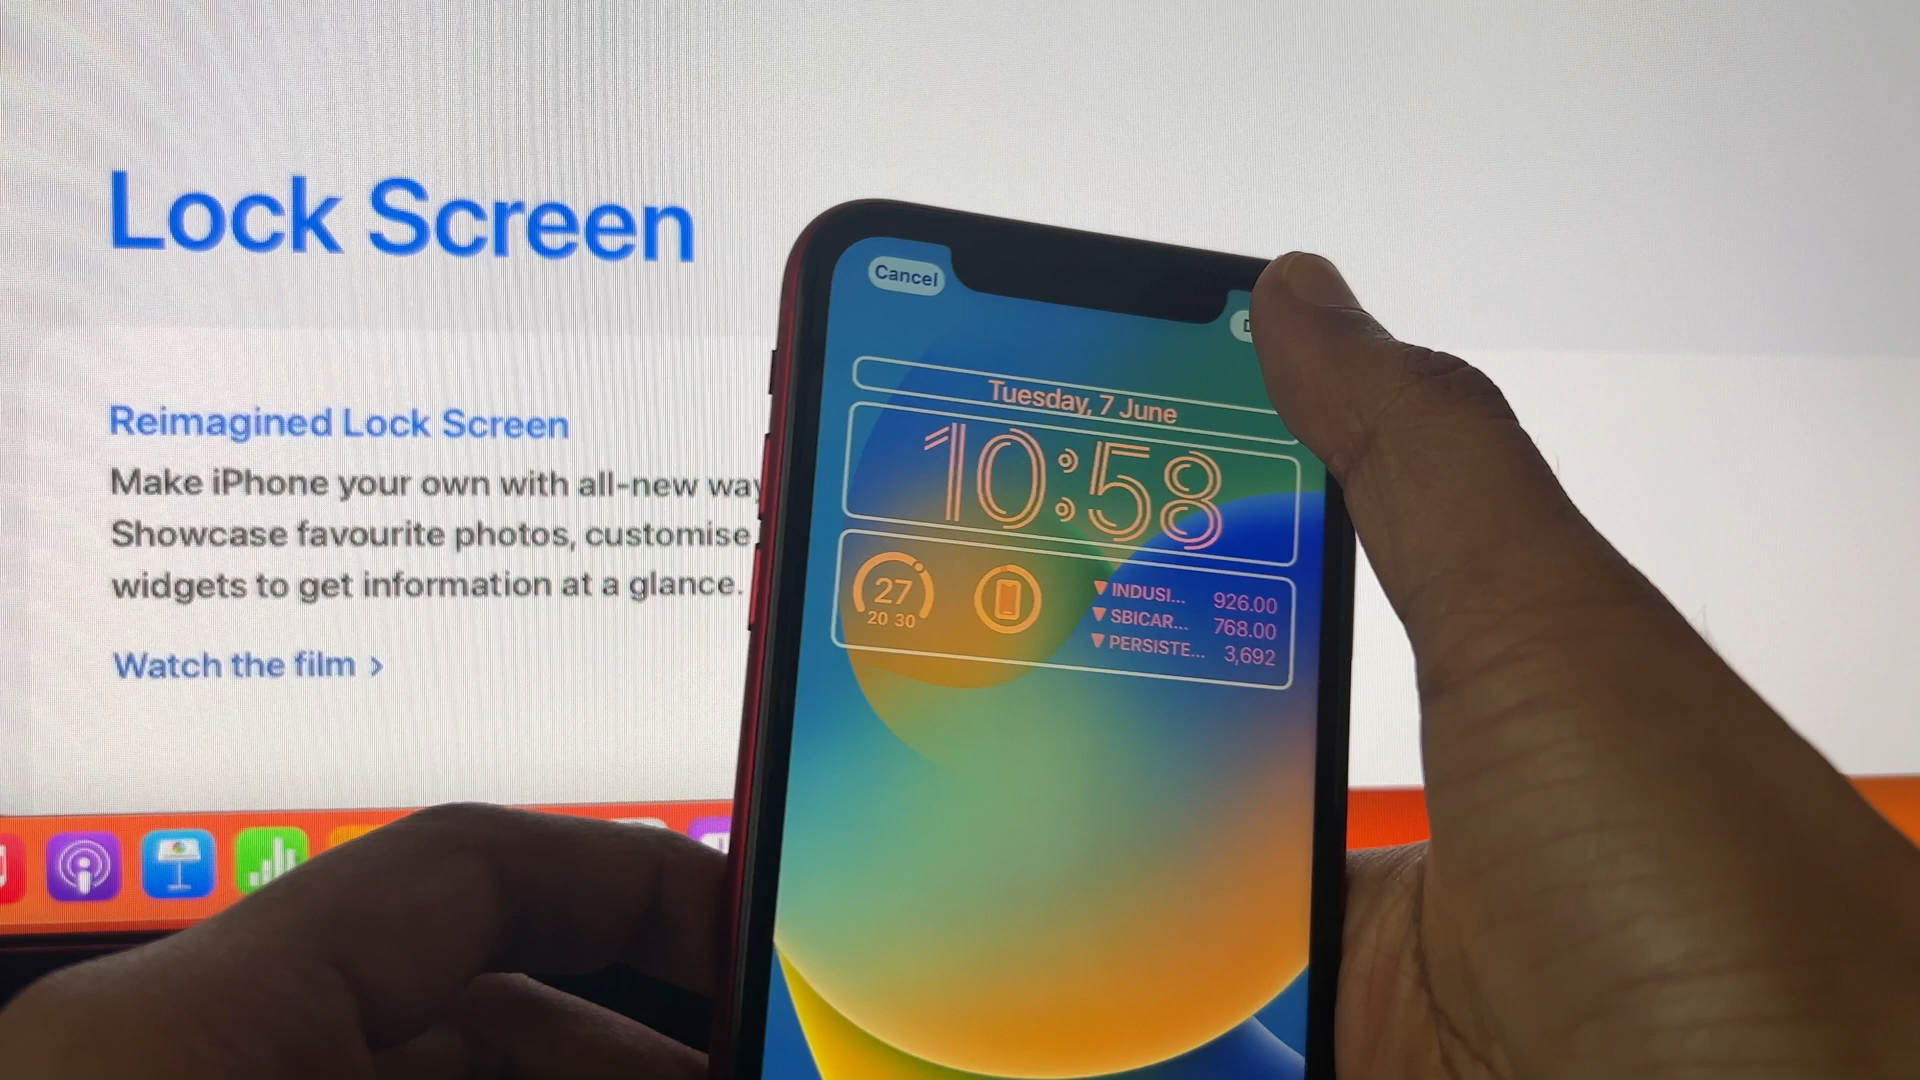 Lock Screen
Reimagined Lock Screen
Make iPhone your own with all-new
Showcase favourite photos, customise
widgets to get information at a glance.
Watch the film >
Cancel
Tuesday, 7 June
10:58
27
20 30
▼ INDUSI... 926.00
▼ SBICAR... 768.00
▼ PERSISTE... 3,692